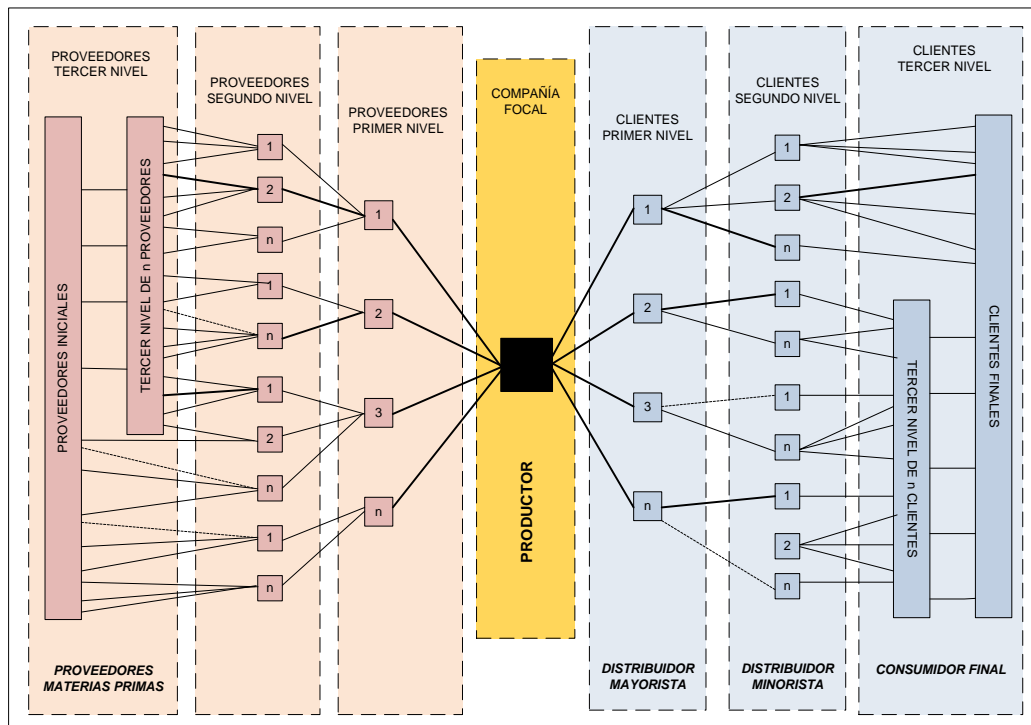 PROVEEDORES
TERCER NIVEL
PROVEEDORES INICIALES
TERCER NIVEL DE n PROVEEDORES
PROVEEDORES
MATERIAS PRIMAS
PROVEEDORES
SEGUNDO NIVEL
1
2
n
1
n
1
2
n
1
n
PROVEEDORES
PRIMER NIVEL
1
2
3
n
COMPAÑÍA
FOCAL
PRODUCTOR
CLIENTES
PRIMER NIVEL
1
2
3
n
DISTRIBUIDOR
MAYORISTA
CLIENTES
SEGUNDO NIVEL
1
2
n
1
n
1
n
1
2
n
DISTRIBUIDOR
MINORISTA
CLIENTES
TERCER NIVEL
TERCER NIVEL DE n CLIENTES
CLIENTES FINALES
CONSUMIDOR FINAL